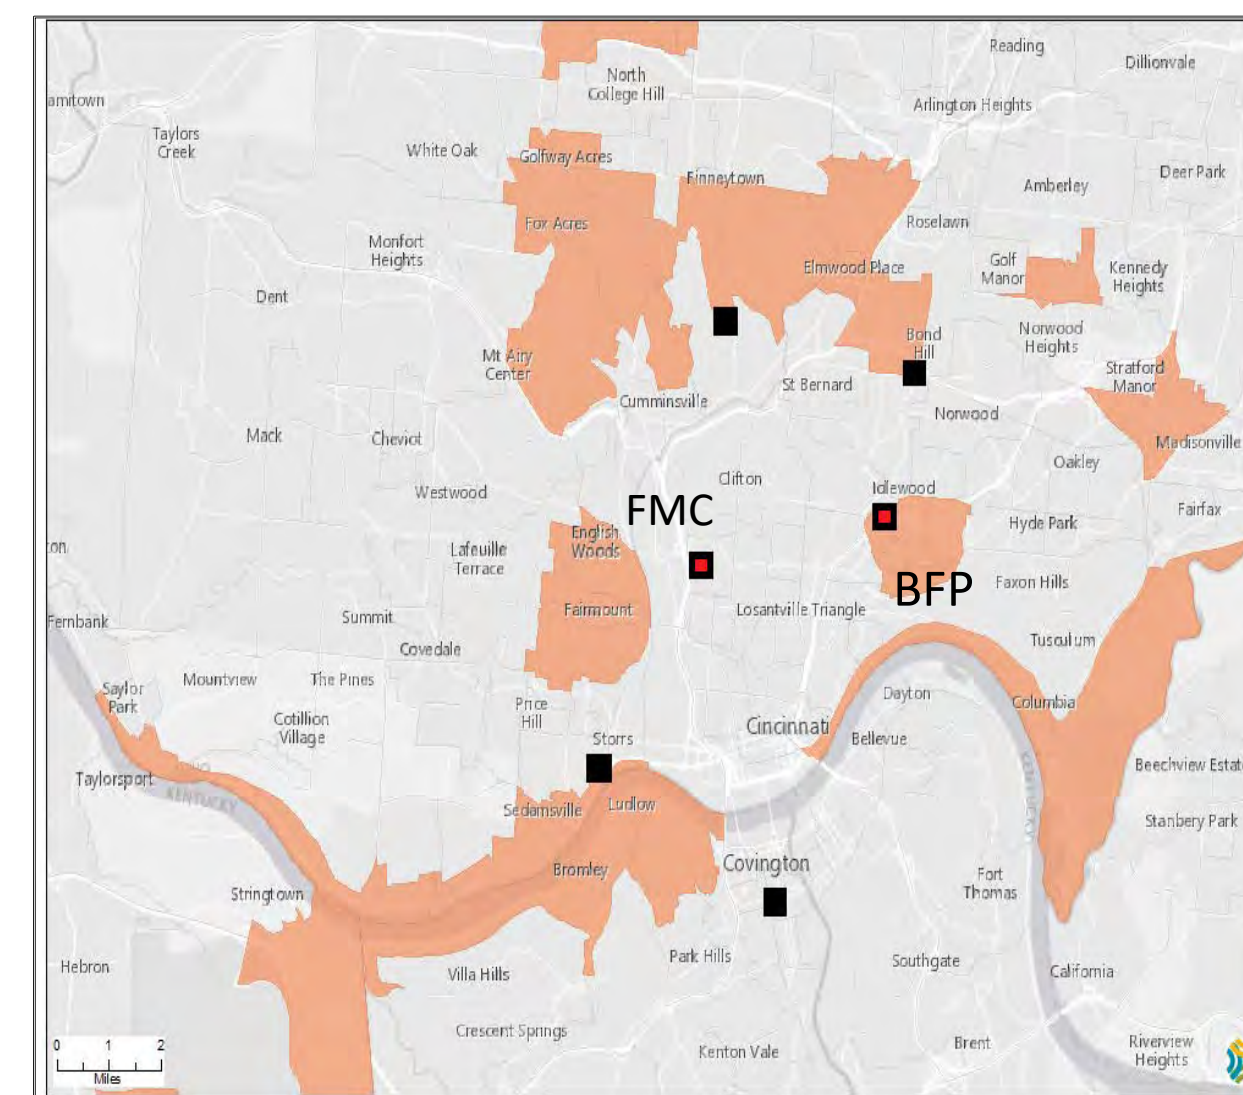 Reading
Dillionvale
North
College Hill
Arlington Heights
Taylors
Creek
White Oak
Golfway Acres
Finneytown
Deer Park
Amberley
Fox Acres
Roselawn
Monfort
Heights
Golf
Manor
Elmwood Place
Kennedy
Heights
Dent
Bond
Hill
Norwood
Heights
Mt Airy
Center
Stratford
Manor
St Bernard
Cumminsville
Norwood
Mack
Cheviot
Madisonville
Oakley
Clifton
Westwood
Idlewood
FMC
Fairfax
Hyde Park
English
Woods
Lafeuille
Terrace
BFP
Faxon Hills
Fairmount
Losantville Triangle
Summit
Fernbank
Tusculum
Covedale
Mountview
The Pines
Saylor
Park
Dayton
Price
Hill
Columbia
Cotillion
Village
Cincinnati
Storrs
Bellevue
Taylorsport
OHIO
KENTUCKY
KENTUCKY
Beechview Estat
Sedamsville
Ludlow
Stanbery Park
Covington
Bromley
Fort
Thomas
Stringtown
Park Hills
Southgate
Hebron
Villa Hills
California
Crescent Springs
Kenton Vale
Brent
Riverview
Heights
0 1 2
Miles